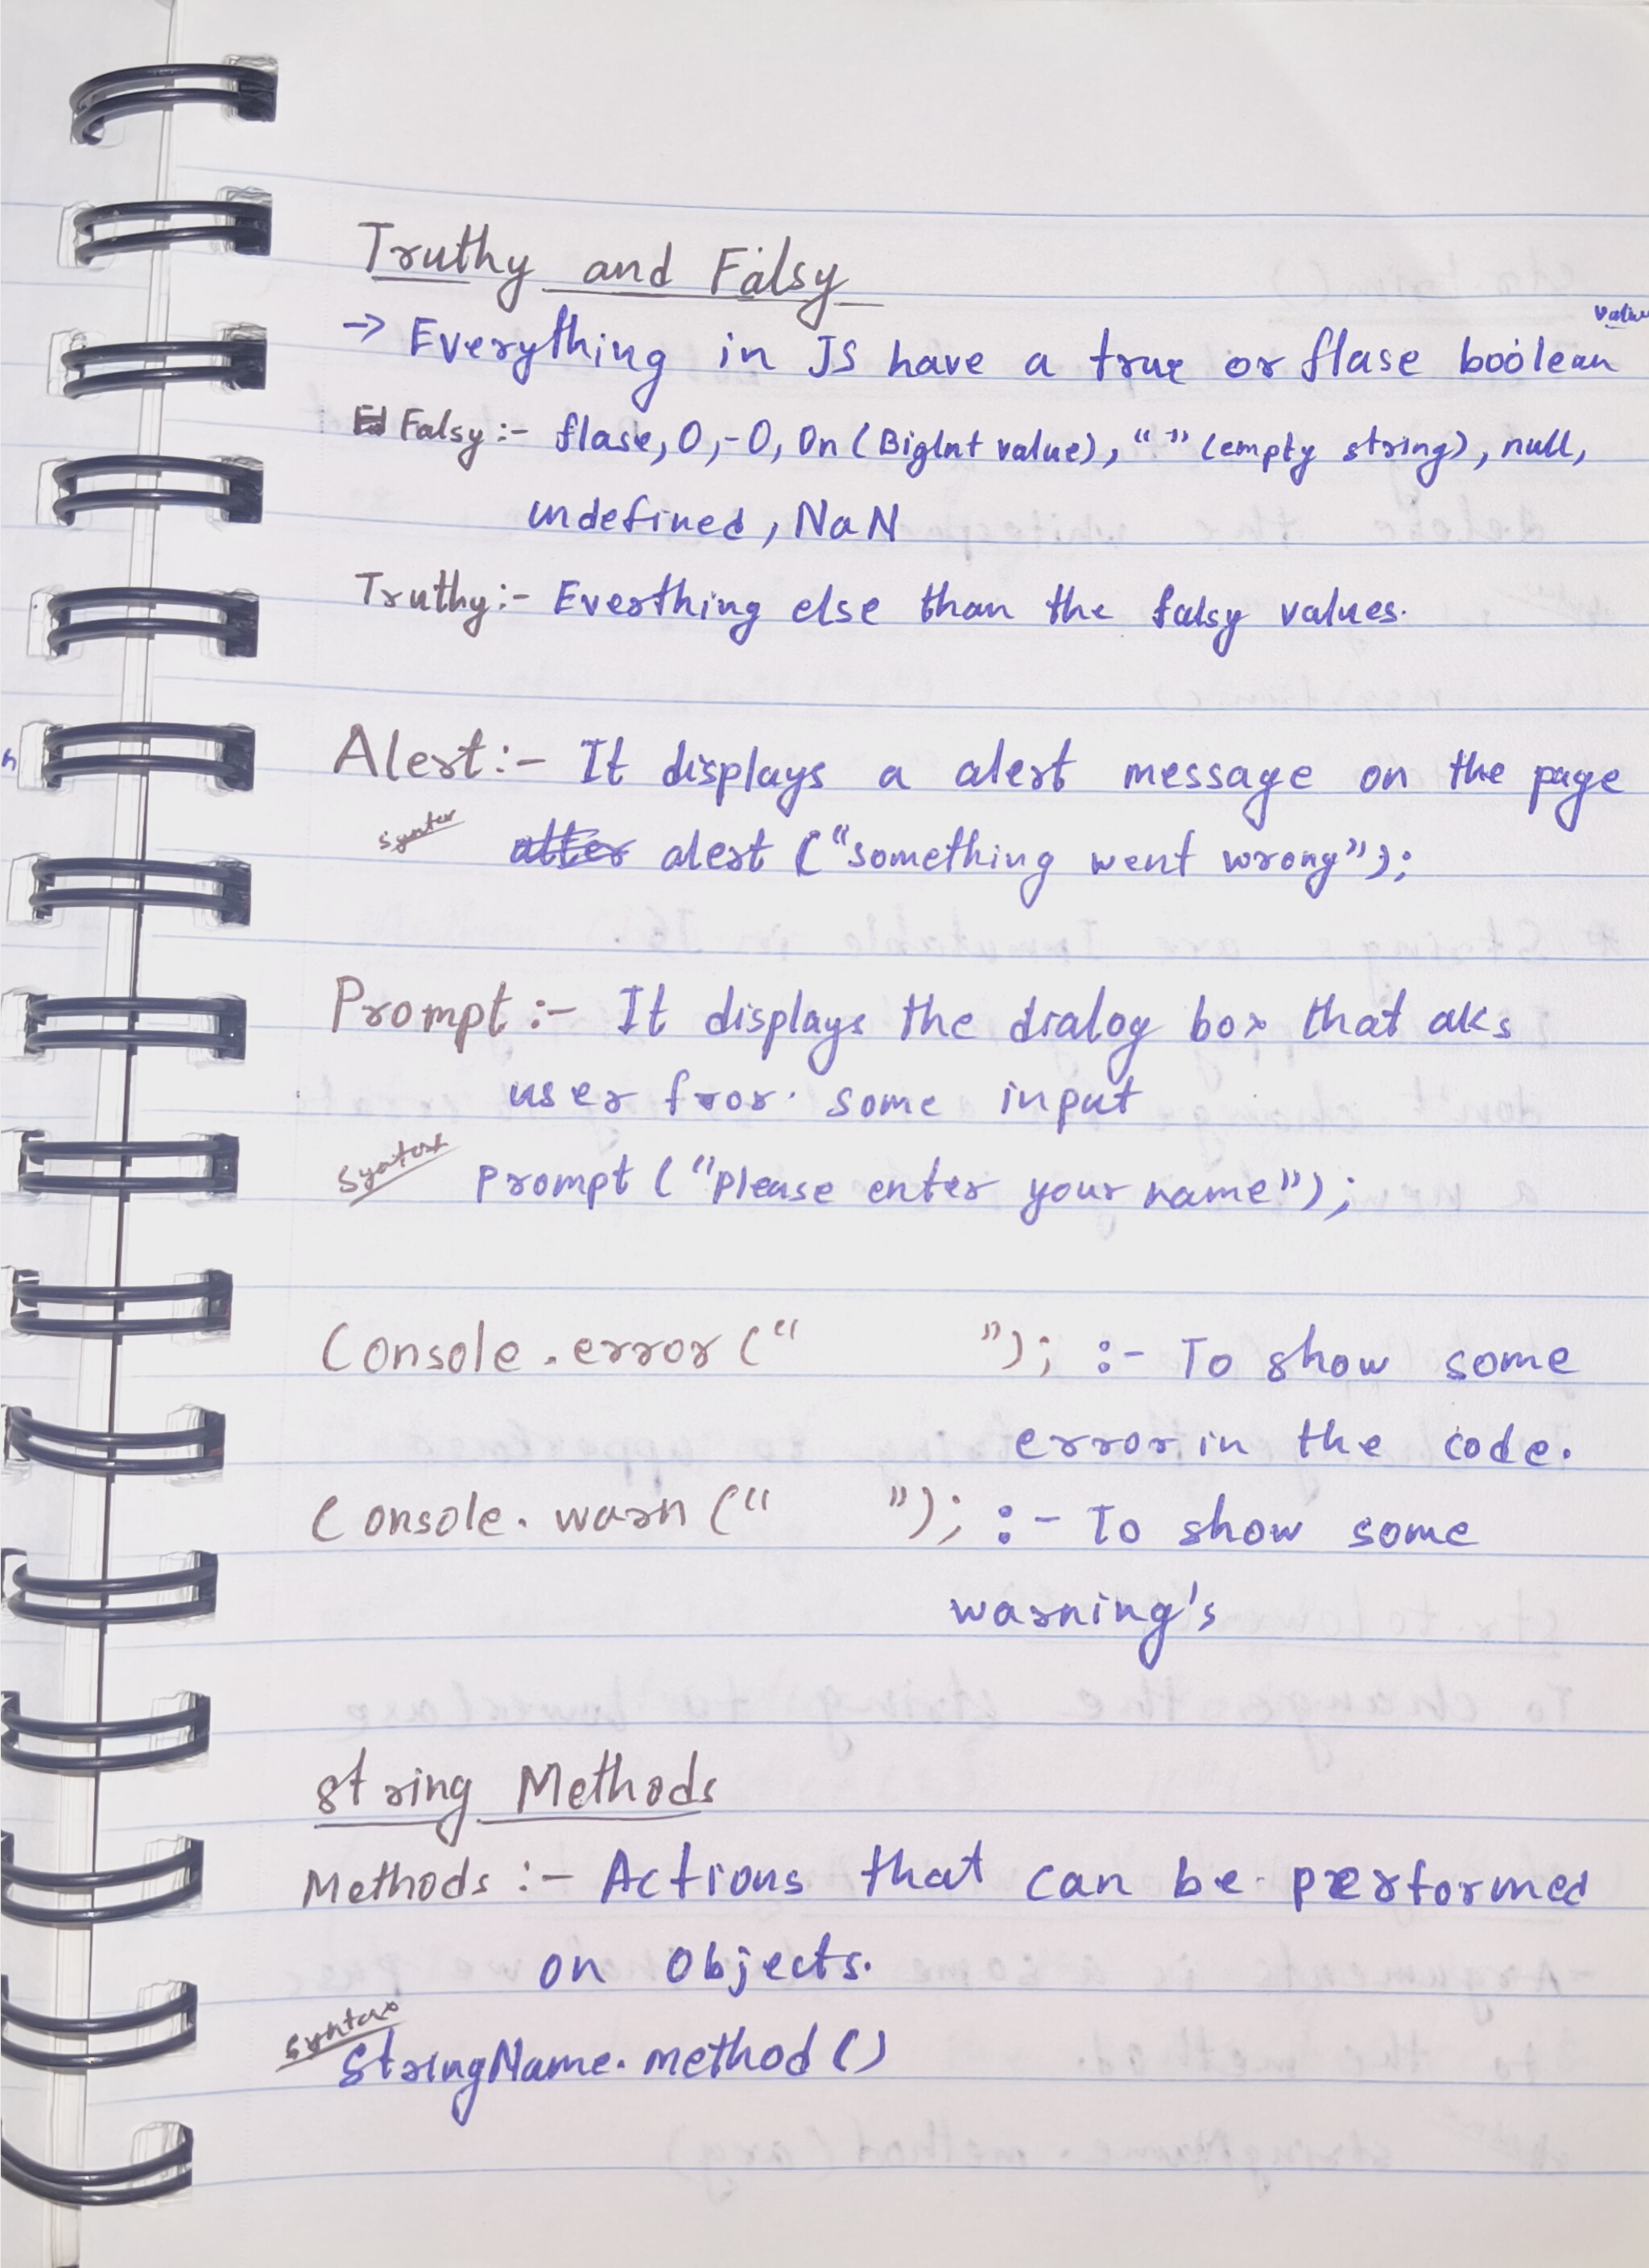 Truthy and Falsy
→ Everything in JS have a true or flase boolean value
Falsy :- flase, 0, -0, 0n (BigInt value), “ ” (empty string), null,
undefined, NaN
Truthy :- Everthing else than the falsy values.
Alert :- It displays a alert message on the page
syntax alert (“something went wrong”);
Prompt :- It displays the dialog box that aks
user for some input
Syntax prompt (“please enter your name”);
Console.error (“ ”); :- To show some
error in the code.
Console.warn (“ ”); :- To show some
warning's
String Methods
Methods :- Actions that can be performed
on objects.
Syntax
StringName.method()